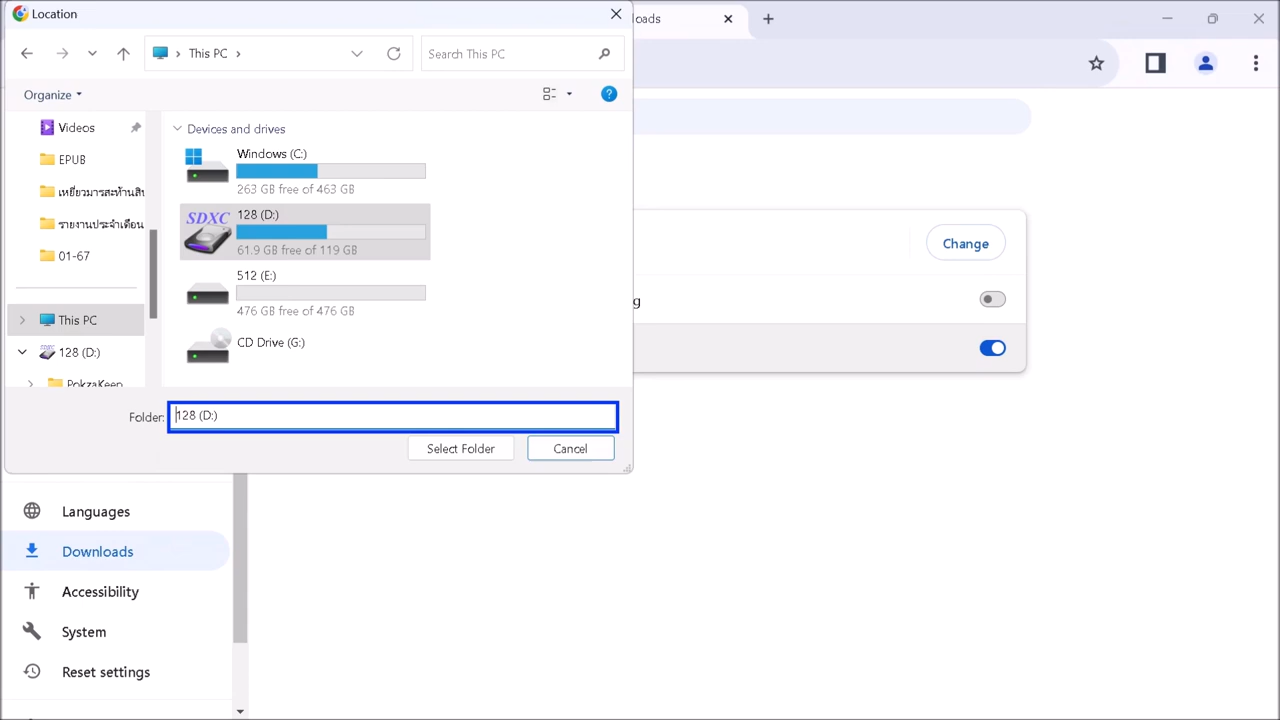 Location
loads
This PC
Search This PC
Organize
Videos
EPUB
เหยี่ยวมารสะท้านสิ
รายงานประจำเดือน
01-67
This PC
128 (D:)
PokzaKeep
Devices and drives
Windows (C:)
263 GB free of 463 GB
SDXC
128 (D:)
61.9 GB free of 119 GB
512 (E:)
476 GB free of 476 GB
CD Drive (G:)
Folder:
128 (D:)
Select Folder
Cancel
Change
g
Languages
Downloads
Accessibility
System
Reset settings